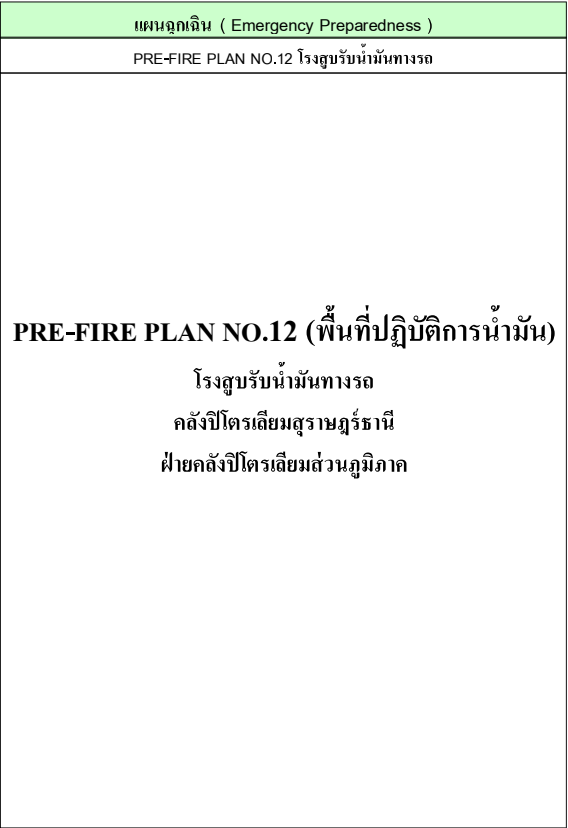 แผนฉุกเฉิน ( Emergency Preparedness )
PRE-FIRE PLAN NO.12 โรงสูบรับน้ำมันทางรถ
PRE-FIRE PLAN NO.12 (พื้นที่ปฏิบัติการน้ำมัน)
โรงสูบรับน้ำมันทางรถ
คลังปิโตรเลียมสุราษฎร์ธานี
ฝ่ายคลังปิโตรเลียมส่วนภูมิภาค